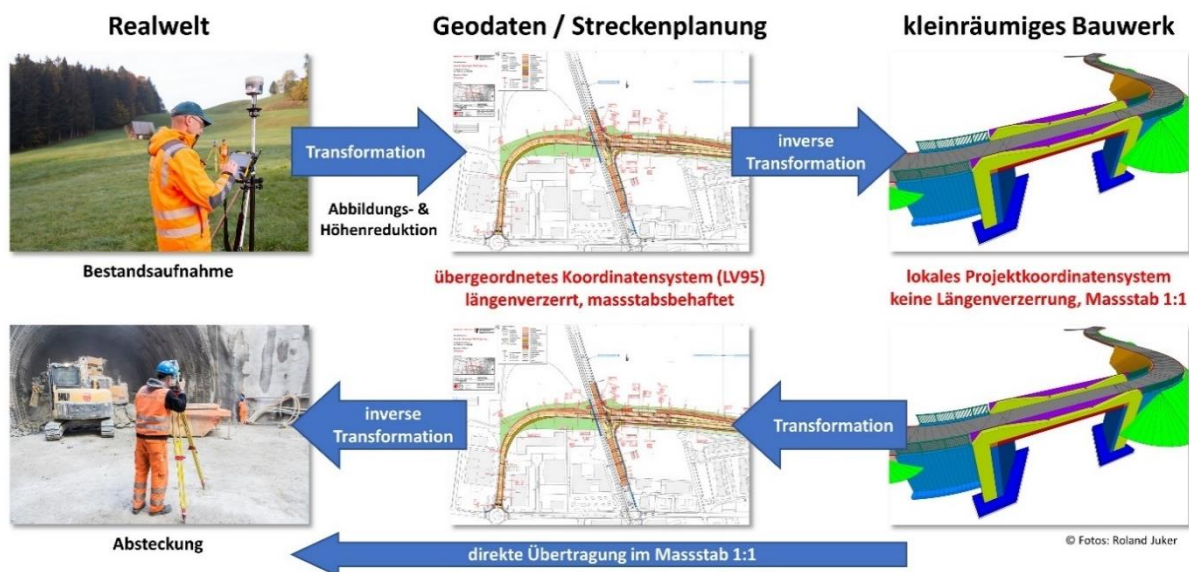 Realwelt
Geodaten / Streckenplanung
kleinräumiges Bauwerk
Transformation
inverse
Transformation
Abbildungs- &
Höhenreduktion
Bestandsaufnahme
übergeordnetes Koordinatensystem (LV95)
längenverzerrt, massstabsbehaftet
lokales Projektkoordinatensystem
keine Längenverzerrung, Massstab 1:1
inverse
Transformation
Transformation
Absteckung
direkte Übertragung im Massstab 1:1
© Fotos: Roland Juker